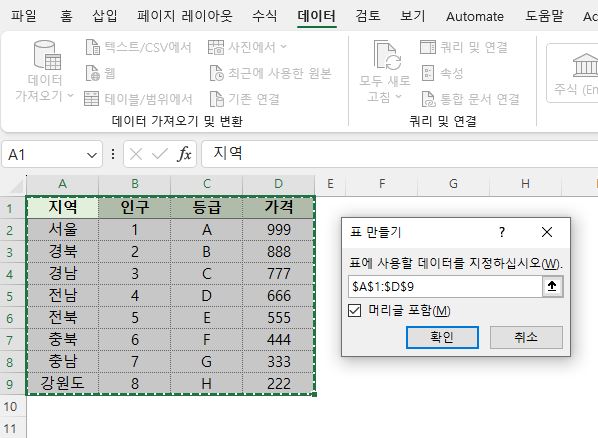 파일 홈 삽입 페이지 레이아웃 수식 데이터 검토 보기 Automate 도움말 Ac
데이터 가져오기
텍스트/CSV에서
웹
테이블/범위에서
사진에서
최근에 사용한 원본
기존 연결
데이터 가져오기 및 변환
모두 새로 고침
쿼리 및 연결
속성
통합 문서 연결
쿼리 및 연결
주식 (En
A1 fx 지역
A B C D E F G H
1 지역 인구 등급 가격
2 서울 1 A 999
3 경북 2 B 888
4 경남 3 C 777
5 전남 4 D 666
6 전북 5 E 555
7 충북 6 F 444
8 충남 7 G 333
9 강원도 8 H 222
10
11
표 만들기 ?
표에 사용할 데이터를 지정하십시오(W).
$A$1:$D$9
머리글 포함(M)
확인 취소